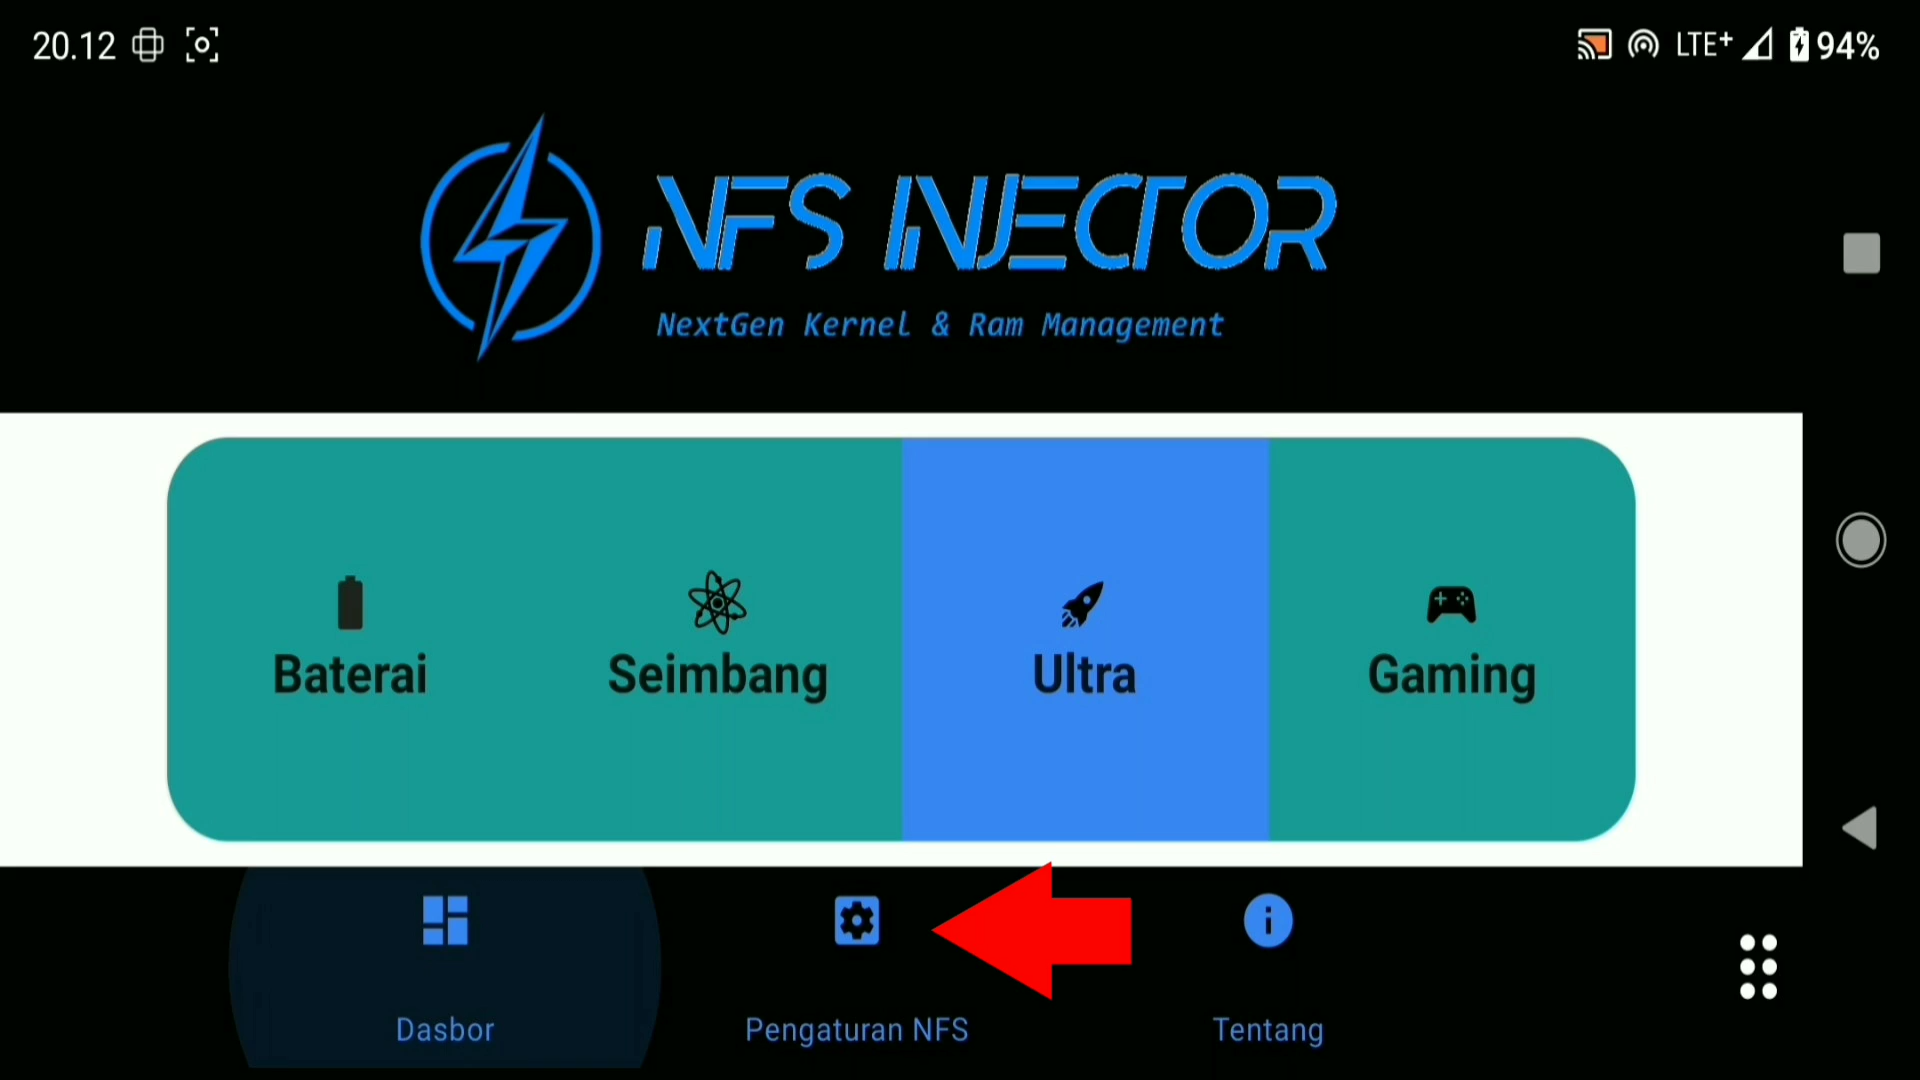 20.12 LTE+ 94%
NFS INJECTOR
NextGen Kernel & Ram Management
Baterai Seimbang Ultra Gaming
Dasbor Pengaturan NFS Tentang